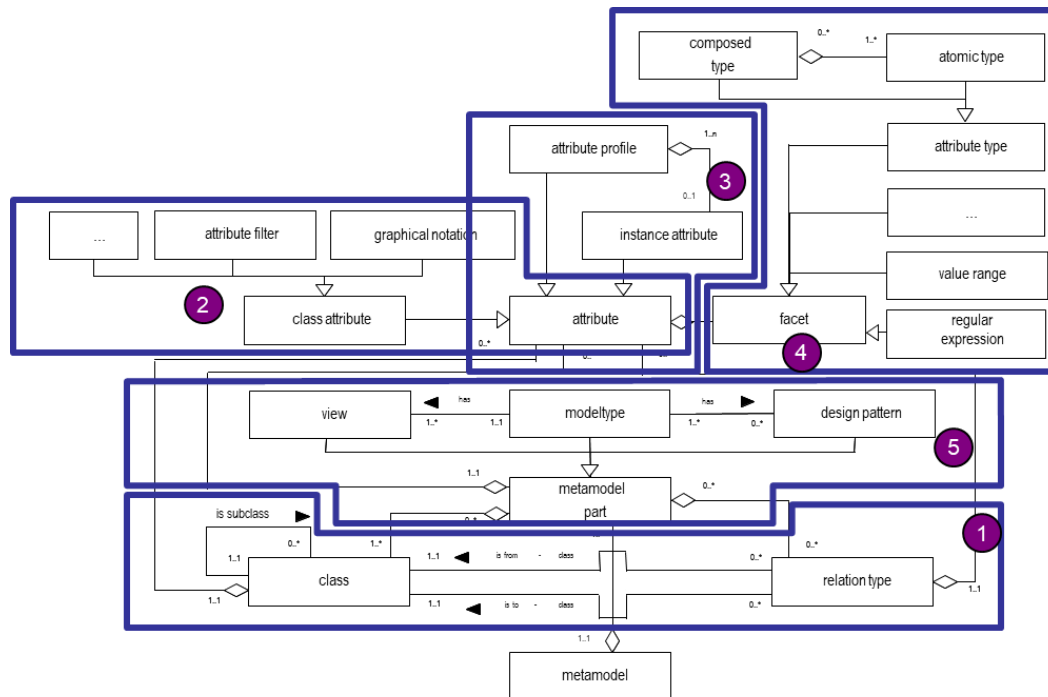 0..*
1..*
composed
type
atomic type
1..n
attribute profile
attribute type
3
0..1
...
attribute filter
graphical notation
instance attribute
...
value range
2
class attribute
attribute
facet
regular
expression
4
0..*
0..
has
has
view
modeltype
design pattern
1..*
1..1
1..*
0..*
5
1..1
metamodel
part
0..*
is subclass
0..*
1
1..1
0..*
1..*
1..1
is from - class
0..*
0..*
class
relation type
1..1
1..1
is to - class
0..*
1..1
1..1
metamodel